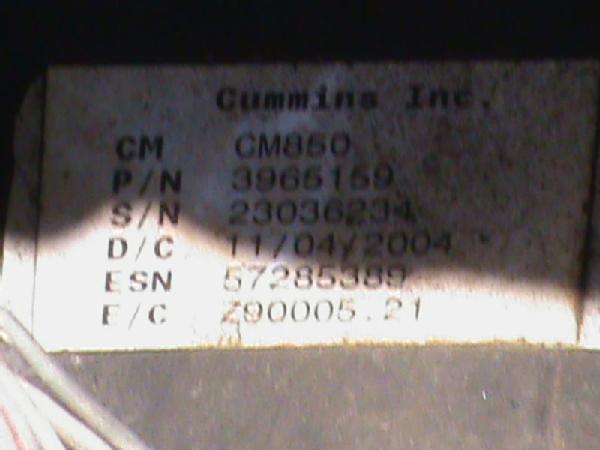 Cummins Inc.
CM CM850
P/N 3965159
S/N 23036234
D/C 11/04/2004
ESN 57285389
E/C Z90005.21